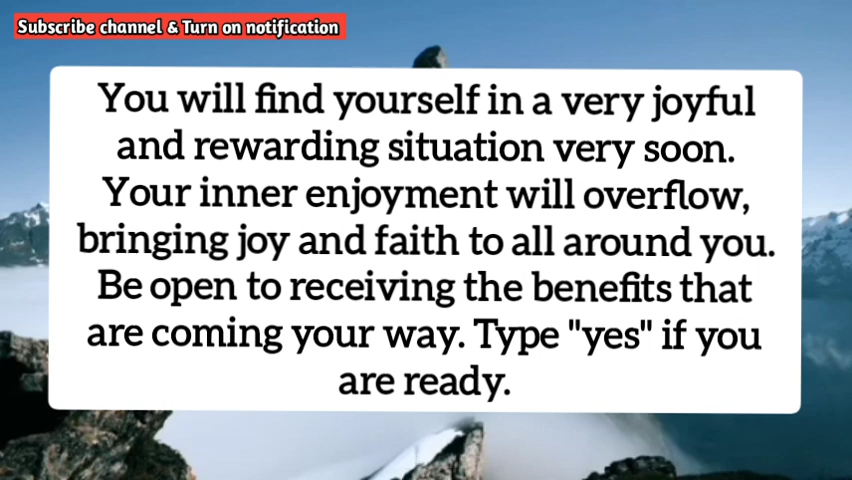 Subscribe channel & Turn on notification
You will find yourself in a very joyful
and rewarding situation very soon.
Your inner enjoyment will overflow,
bringing joy and faith to all around you.
Be open to receiving the benefits that
are coming your way. Type "yes" if you
are ready.